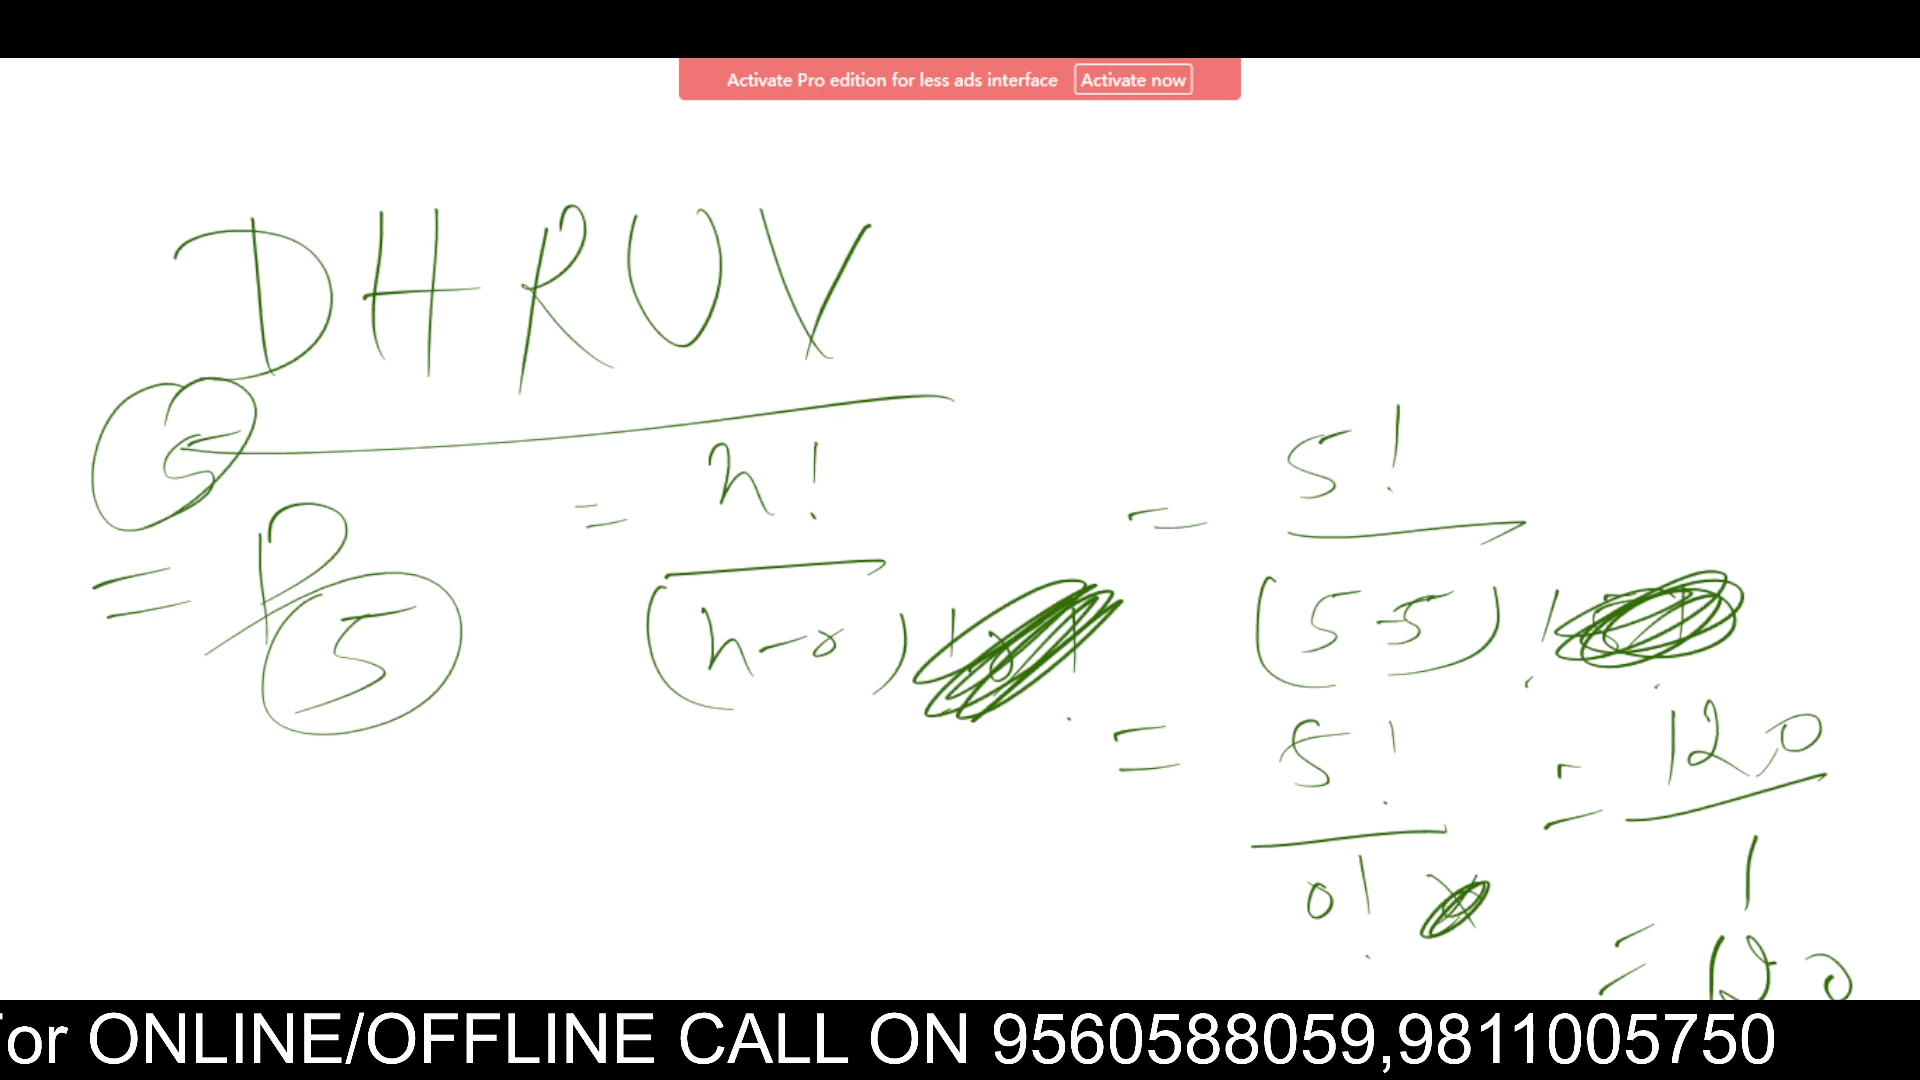 Activate Pro edition for less ads interface Activate now
DHRUV
5
= P5 = n! / (n-r)! = 5! / (5-5)!
= 5! / 0! = 120 / 1
= 120
For ONLINE/OFFLINE CALL ON 9560588059,9811005750